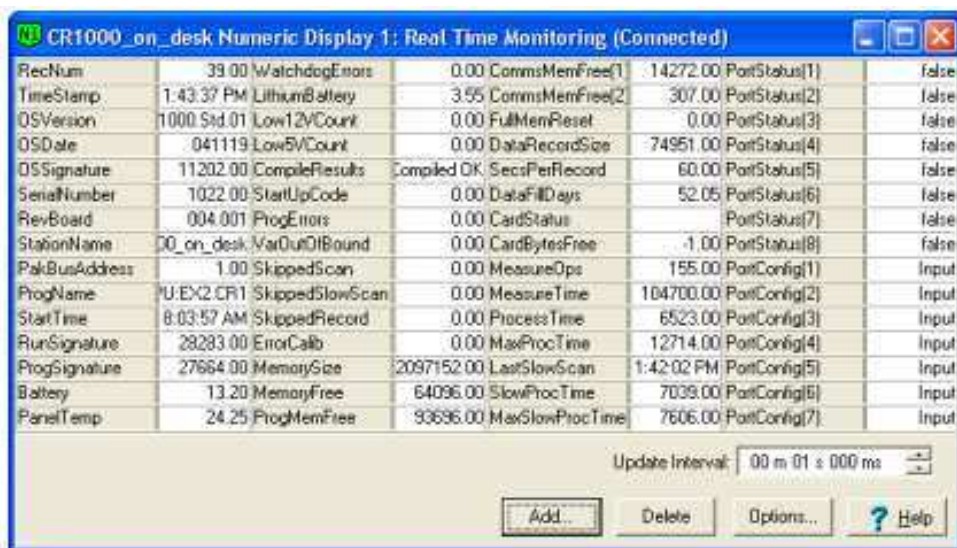 CR1000_on_desk Numeric Display 1: Real Time Monitoring (Connected)
RecNum 39.00 WatchdogErrors 0.00 CommsMemFree(1 14272.00 PortStatus(1) false
TimeStamp 1:43:37 PM LithiumBattery 3.55 CommsMemFree(2 307.00 PortStatus(2) false
OSVersion 1000.Std.01 Low12VCount 0.00 FullMemReset 0.00 PortStatus(3) false
OSDate 041119 Low5VCount 0.00 DataRecordSize 74951.00 PortStatus(4) false
OSSignature 11202.00 CompileResults Compiled OK SecsPerRecord 60.00 PortStatus(5) false
SerialNumber 1022.00 StartUpCode 0.00 DataFillDays 52.05 PortStatus(6) false
RevBoard 004.001 ProgErrors 0.00 CardStatus PortStatus(7) false
StationName 00_on_desk VarOutOfBound 0.00 CardBytesFree -1.00 PortStatus(8) false
PakBusAddress 1.00 SkippedScan 0.00 MeasureOps 155.00 PortConfig(1) Input
ProgName U:EX2.CR1 SkippedSlowScan 0.00 MeasureTime 104700.00 PortConfig(2) Input
StartTime 8:03:57 AM SkippedRecord 0.00 ProcessTime 6523.00 PortConfig(3) Input
RunSignature 28283.00 ErrorCalib 0.00 MaxProcTime 12714.00 PortConfig(4) Input
ProgSignature 27664.00 MemorySize 2097152.00 LastSlowScan 1:42:02 PM PortConfig(5) Input
Battery 13.20 MemoryFree 64096.00 SlowProcTime 7039.00 PortConfig(6) Input
PanelTemp 24.25 ProgMemFree 93696.00 MaxSlowProcTime 7606.00 PortConfig(7) Input
Update Interval: 00 m 01 s 000 ms
Add... Delete Options... ? Help